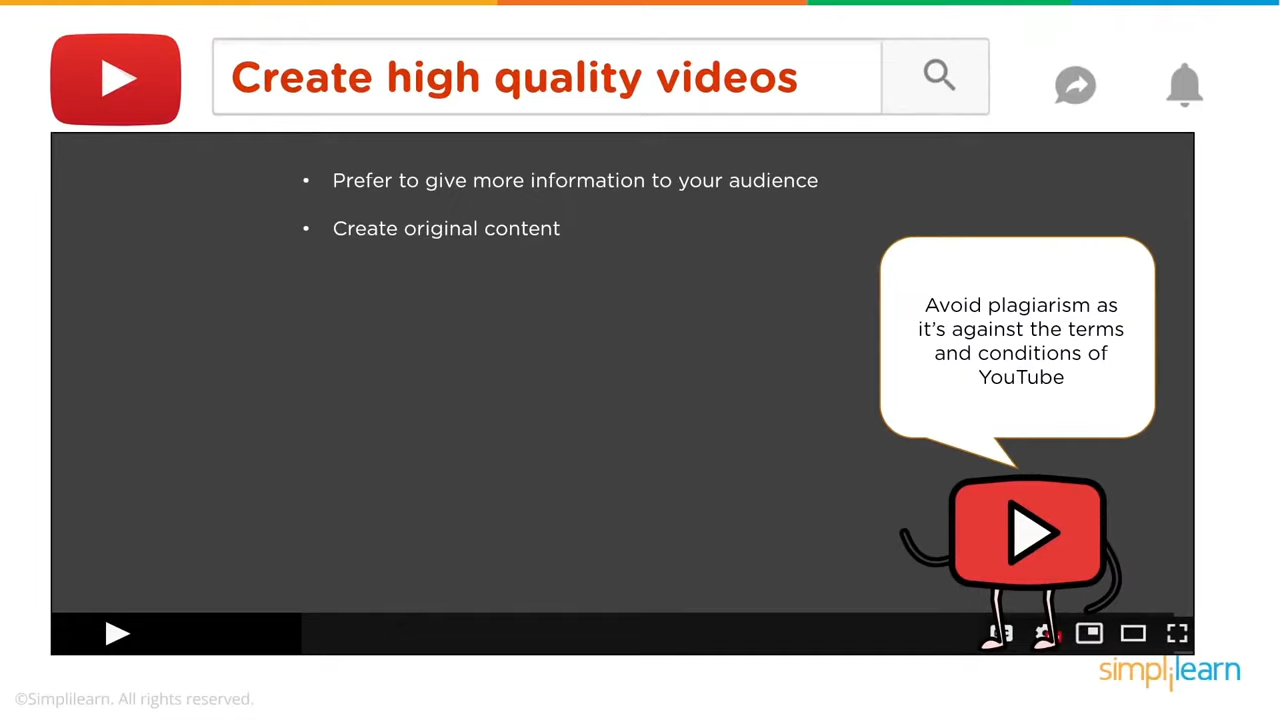 Create high quality videos
• Prefer to give more information to your audience
• Create original content
Avoid plagiarism as
it's against the terms
and conditions of
YouTube
simplilearn
©Simplilearn. All rights reserved.